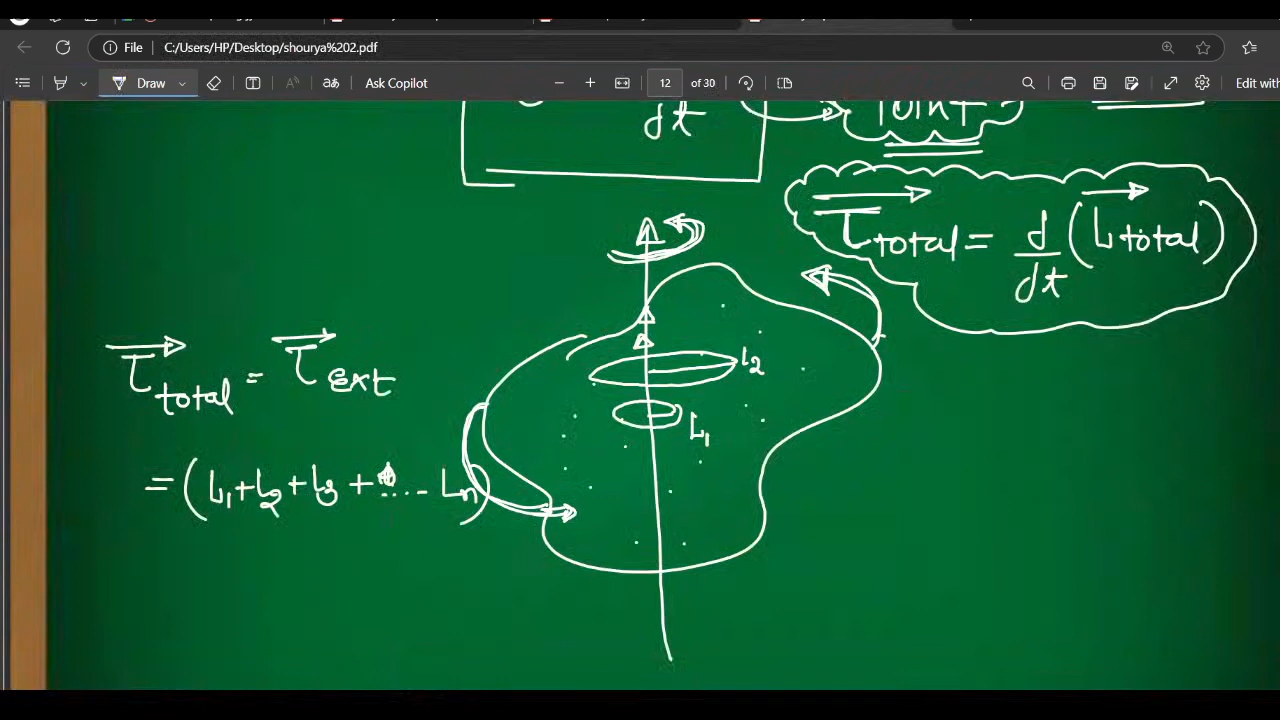 File C:/Users/HP/Desktop/shourya%202.pdf
Draw Ask Copilot 12 of 30 Edit with
dt point
τ total = d/dt (L total)
τ total = τ ext
= (L1+L2+L3+.....Ln)
L2
L1